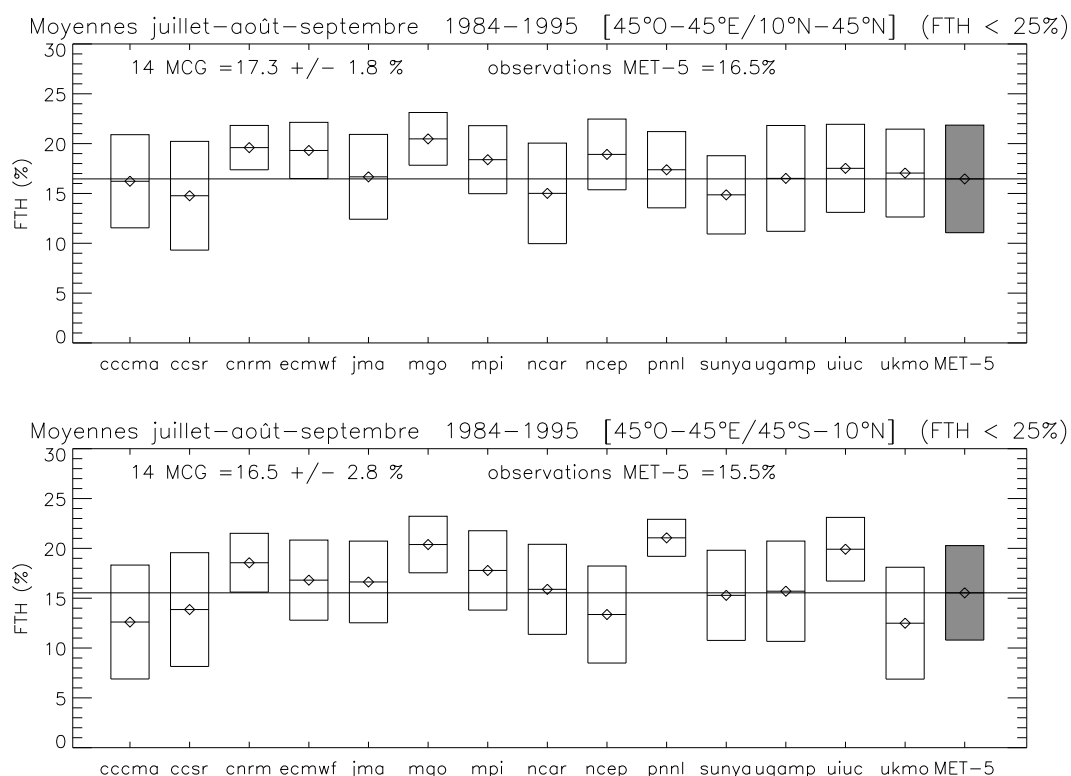 Moyennes juillet-août-septembre 1984-1995 [45°O-45°E/10°N-45°N] (FTH < 25%)
14 MCG =17.3 +/- 1.8 % observations MET-5 =16.5%
30
25
20
15
10
5
0
FTH (%)
cccma ccsr cnrm ecmwf jma mgo mpi ncar ncep pnnl sunya ugamp uiuc ukmo MET-5
Moyennes juillet-août-septembre 1984-1995 [45°O-45°E/45°S-10°N] (FTH < 25%)
14 MCG =16.5 +/- 2.8 % observations MET-5 =15.5%
30
25
20
15
10
5
0
FTH (%)
cccma ccsr cnrm ecmwf jma mgo mpi ncar ncep pnnl sunya ugamp uiuc ukmo MET-5